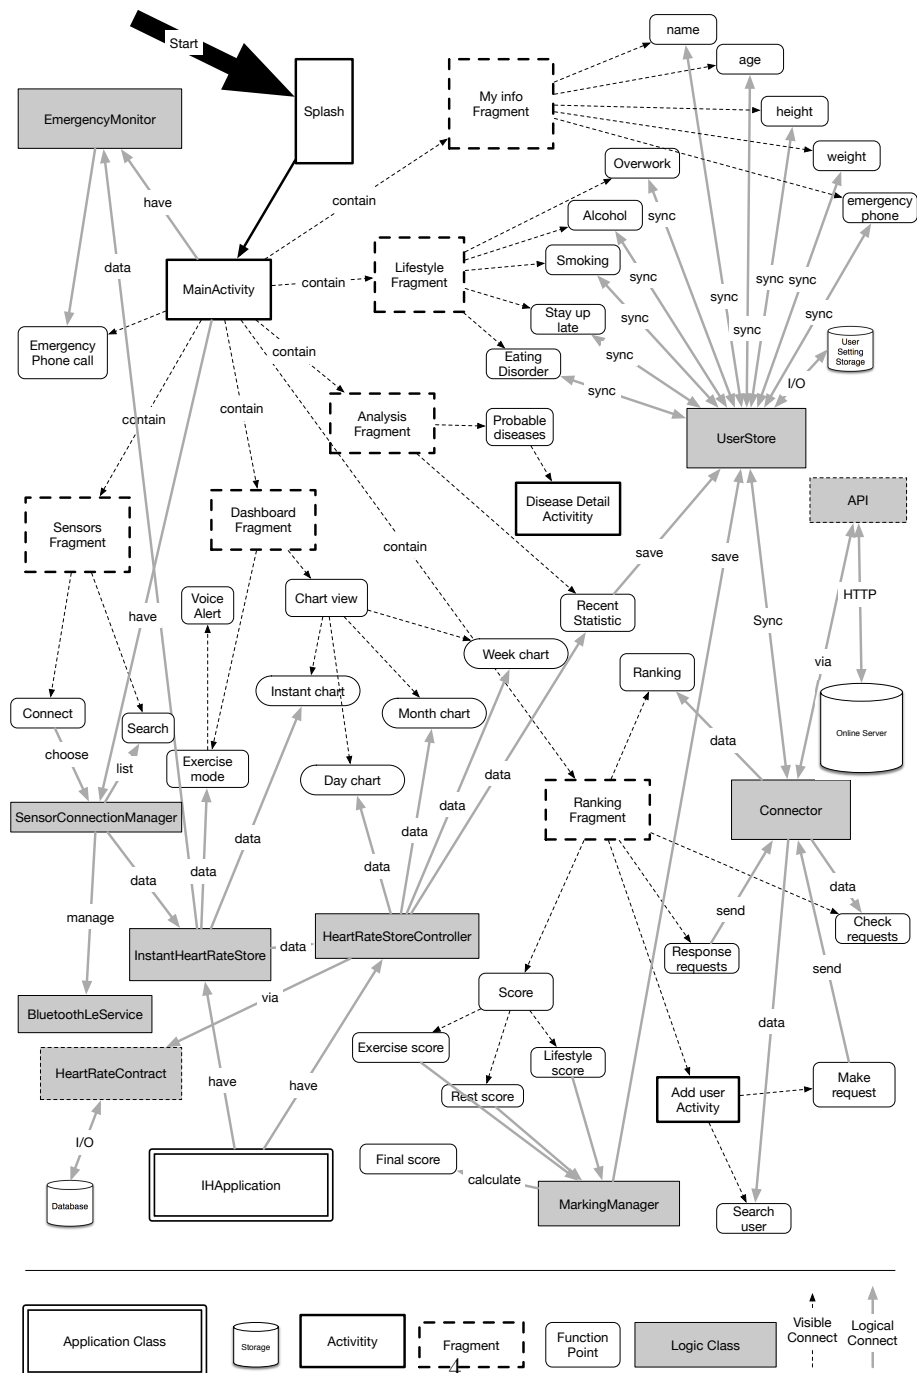 Start
name
age
My info
Fragment
Splash
height
EmergencyMonitor
weight
Overwork
emergency
phone
contain
have
Alcohol
sync
data
Lifestyle
Fragment
Smoking
sync
contain
MainActivity
sync
sync
sync
sync
sync
sync
Stay up
late
User
Setting
Storage
Emergency
Phone call
contain
sync
Eating
Disorder
I/O
sync
contain
contain
Analysis
Fragment
Probable
diseases
UserStore
Disease Detail
Activitity
API
Sensors
Fragment
Dashboard
Fragment
contain
save
save
HTTP
Voice
Alert
Chart view
Recent
Statistic
have
Sync
Week chart
via
Ranking
Instant chart
Connect
Month chart
Search
Online Server
data
choose
list
Exercise
mode
Day chart
data
SensorConnectionManager
data
Ranking
Fragment
Connector
data
data
data
data
data
data
manage
send
Check
requests
InstantHeartRateStore
data
HeartRateStoreController
Response
requests
send
via
Score
BluetoothLeService
data
Exercise score
Lifestyle
score
HeartRateContract
have
have
Rest score
Add user
Activity
Make
request
I/O
Final score
calculate
IHApplication
Database
MarkingManager
Search
user
Application Class
Storage
Activitity
Fragment
Function
Point
Logic Class
Visible
Connect
Logical
Connect
4